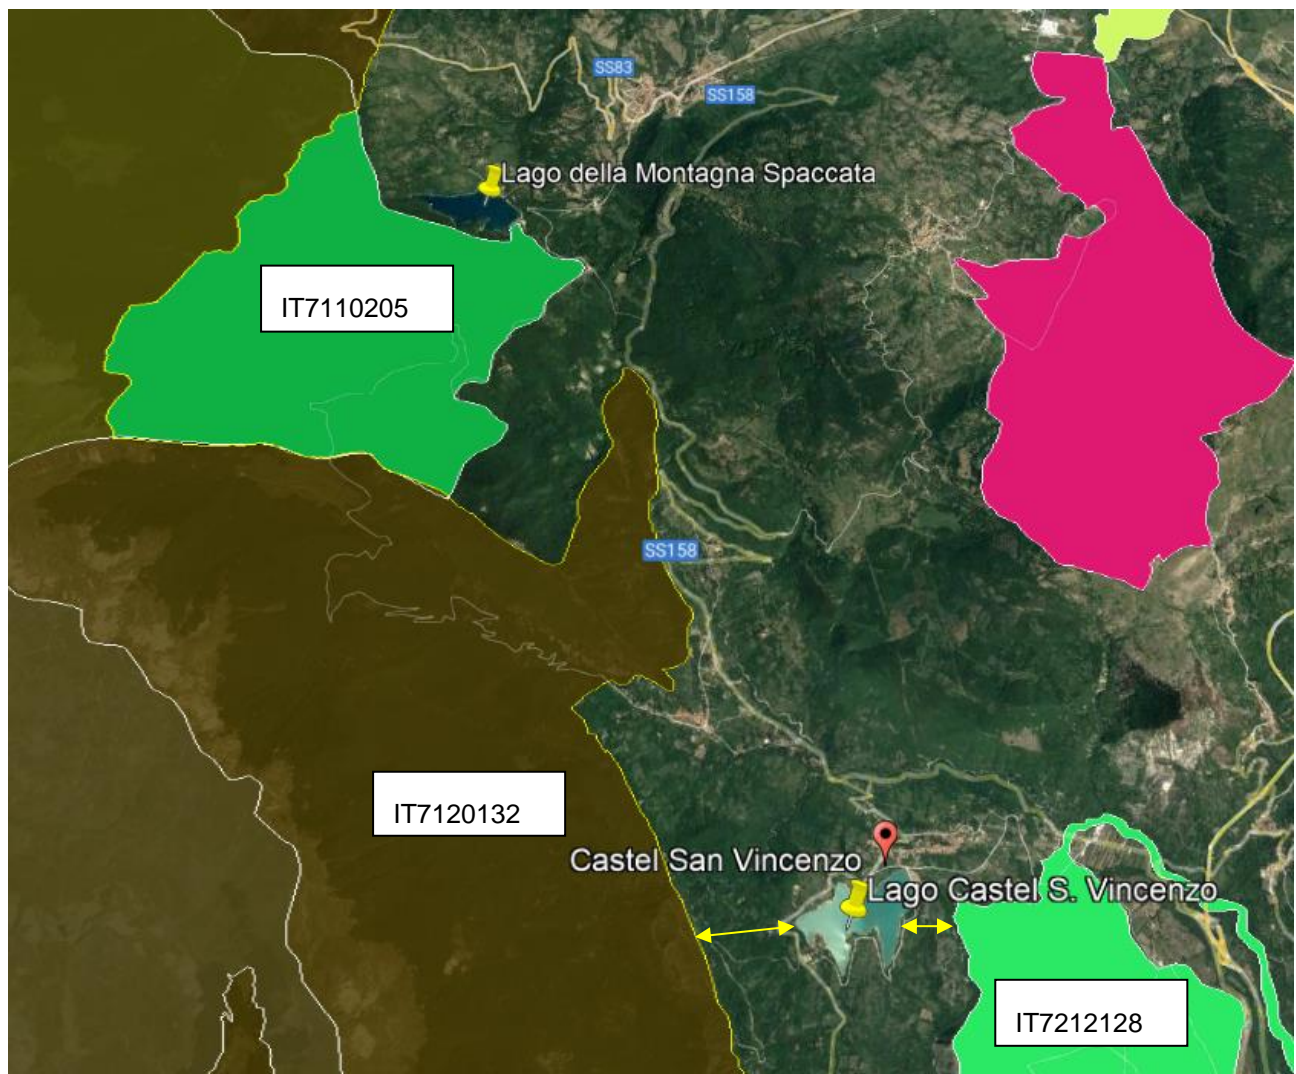 SS83
SS158
Lago della Montagna Spaccata
IT7110205
SS158
IT7120132
Castel San Vincenzo
Lago Castel S. Vincenzo
IT7212128